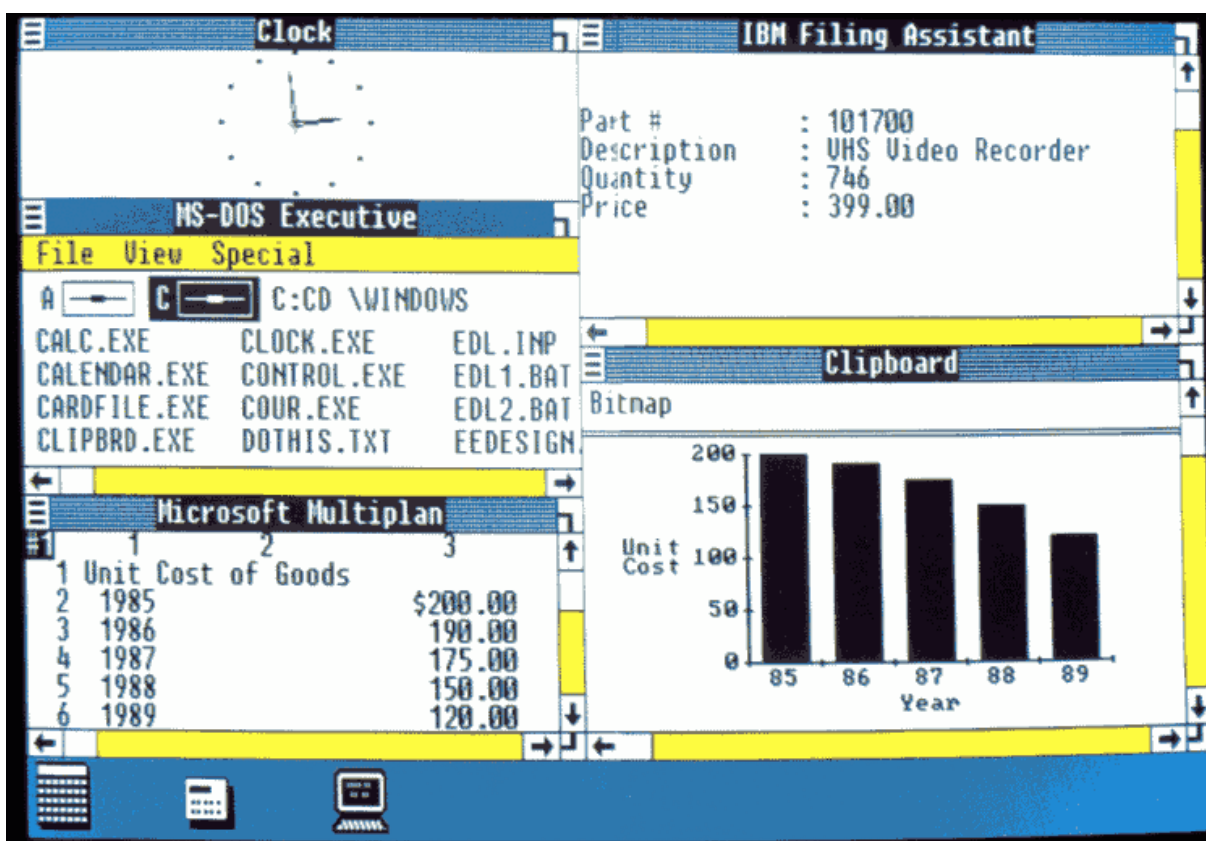 Clock
MS-DOS Executive
File View Special
A C C:CD \WINDOWS
CALC.EXE CLOCK.EXE EDL.INP
CALENDAR.EXE CONTROL.EXE EDL1.BAT
CARDFILE.EXE COUR.EXE EDL2.BAT
CLIPBRD.EXE DOTHIS.TXT EEDESIGN.
Microsoft Multiplan
#1 1 2 3
1 Unit Cost of Goods
2 1985 $200.00
3 1986 190.00
4 1987 175.00
5 1988 150.00
6 1989 120.00
IBM Filing Assistant
Part # : 101700
Description : VHS Video Recorder
Quantity : 746
Price : 399.00
Clipboard
Bitmap
200
150
Unit
Cost
100
50
0
85 86 87 88 89
Year